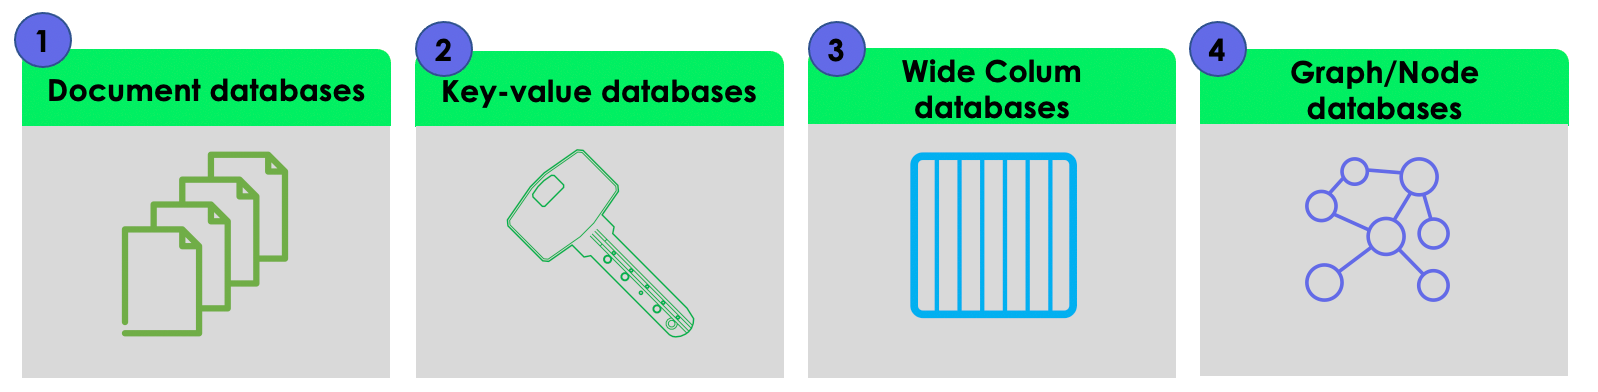 1
Document databases
2
Key-value databases
3
Wide Colum
databases
4
Graph/Node
databases